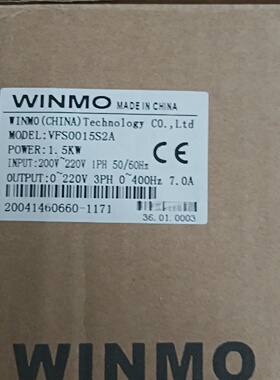 WINMO MADE IN CHINA
WINMO(CHINA)Technology CO.,Ltd
MODEL:VFS0015S2A
POWER:1.5KW
INPUT:200V~220V 1PH 50/60Hz
OUTPUT:0~220V 3PH 0~400Hz 7.0A
CE
20041460660-1171
36.01.0003
WINMO